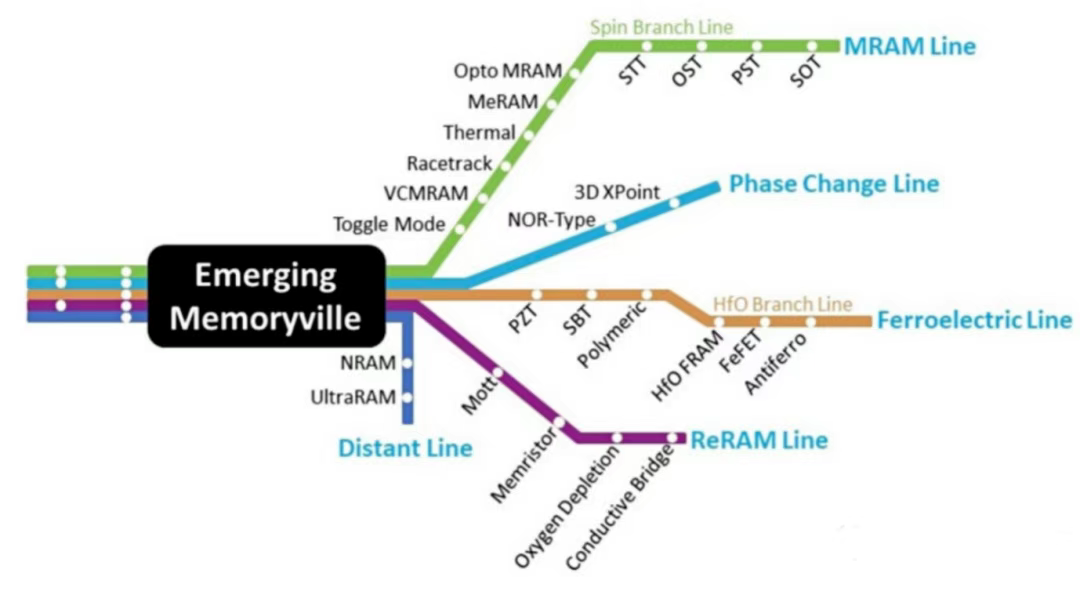 Spin Branch Line
MRAM Line
STT
OST
PST
SOT
Opto MRAM
MeRAM
Thermal
Racetrack
VCMRAM
Toggle Mode
Phase Change Line
3D XPoint
NOR-Type
Emerging
Memoryville
PZT
SBT
Polymeric
HfO Branch Line
Ferroelectric Line
HfO FRAM
FeFET
Antiferro
NRAM
UltraRAM
Distant Line
Mott
Memristor
Oxygen Depletion
Conductive Bridge
ReRAM Line